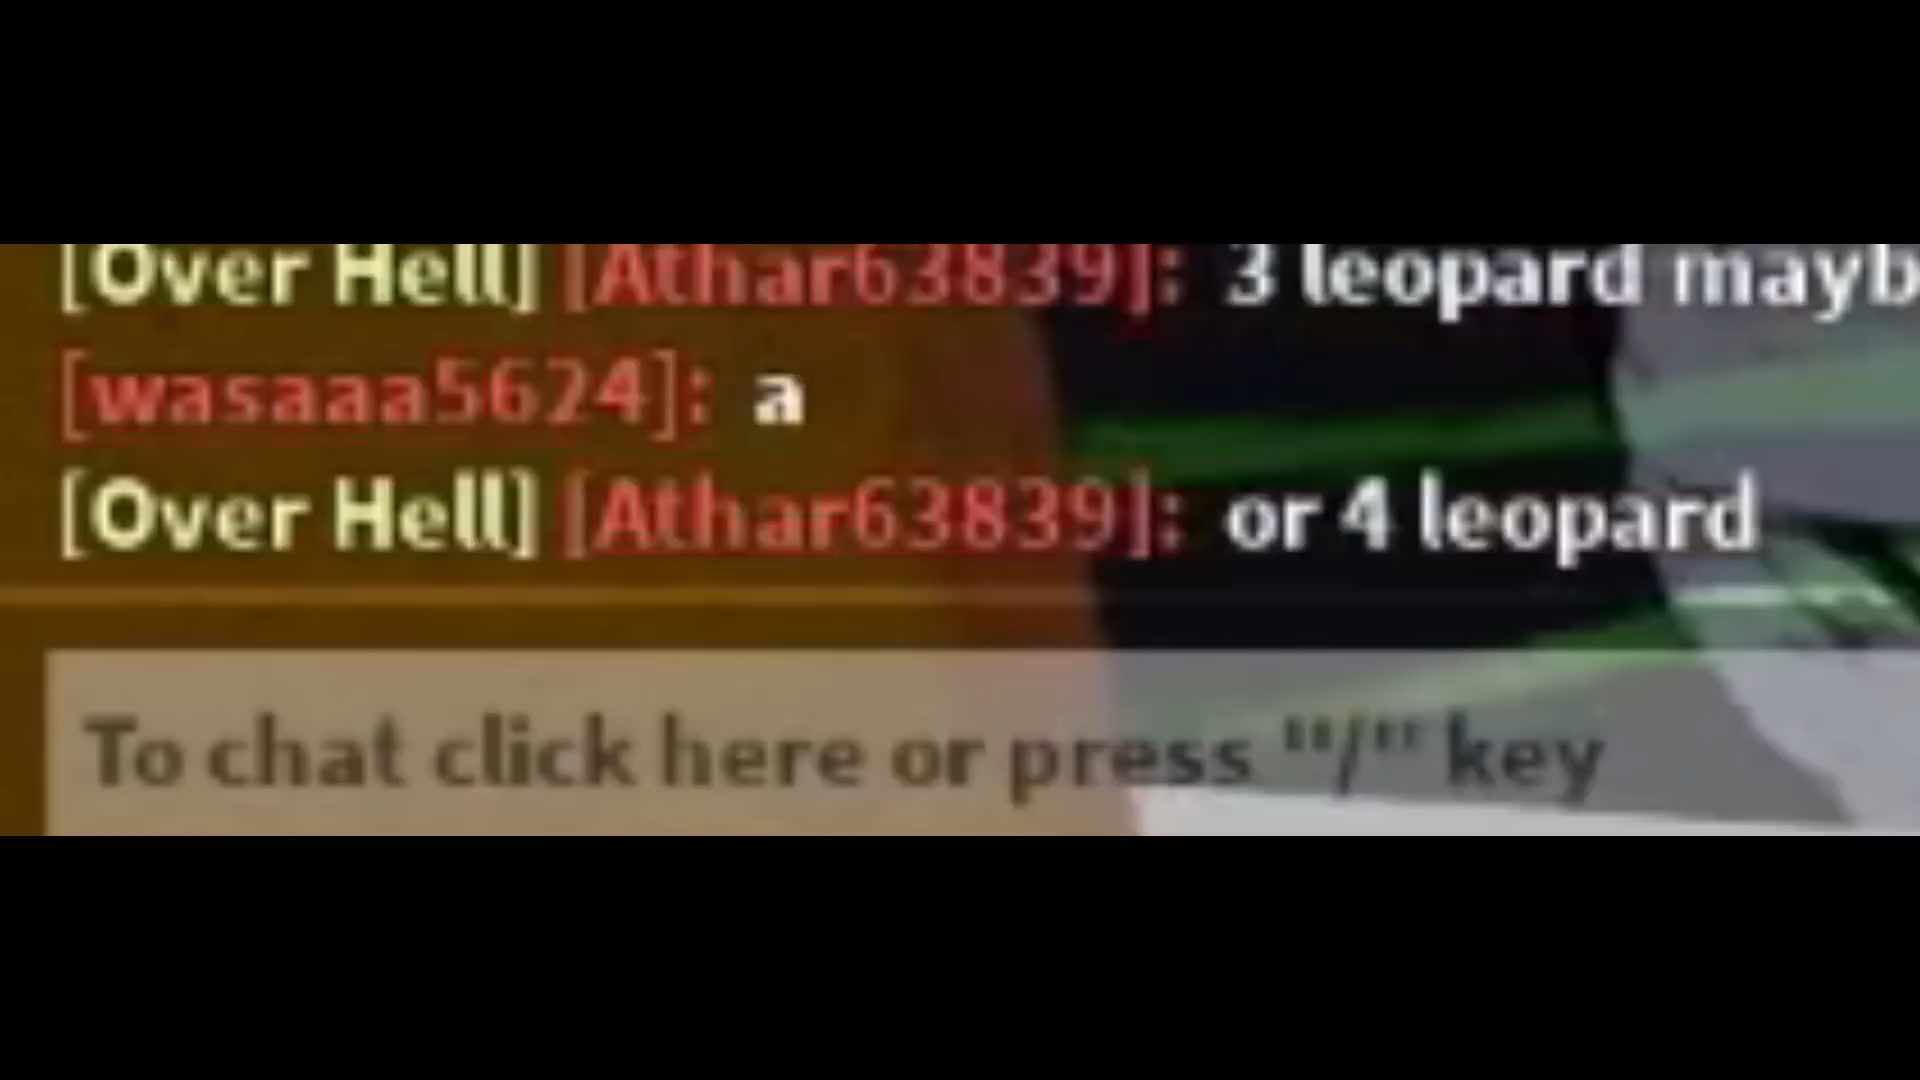 [Over Hell] [Athar63839]: 3 leopard mayb
[wasaaa5624]: a
[Over Hell] [Athar63839]: or 4 leopard
To chat click here or press "/" key